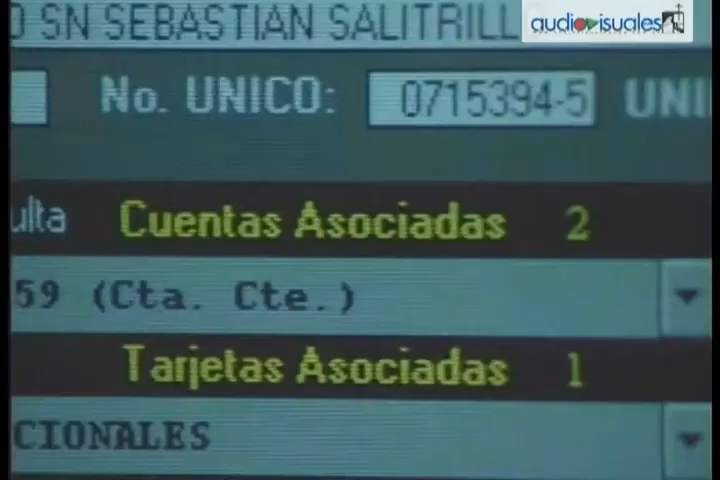 O SN SEBASTIAN SALITRILL
audiovisuales
No. UNICO: 0715394-5 UNI
ulta Cuentas Asociadas 2
59 (Cta. Cte.)
Tarjetas Asociadas 1
CIONALES